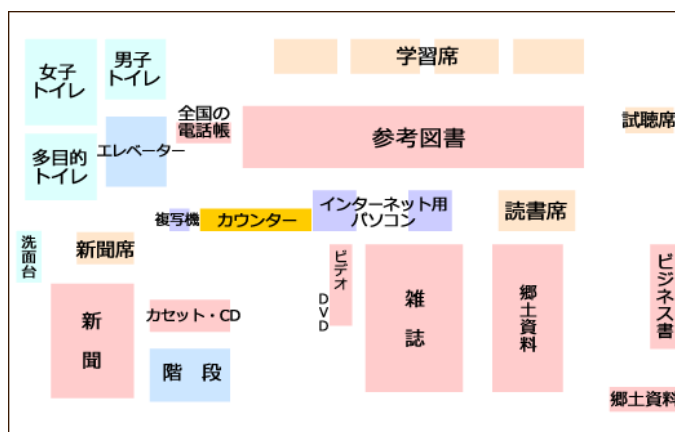 女子
トイレ
男子
トイレ
学習席
全国の
電話帳
参考図書
試聴席
多目的
トイレ
エレベーター
複写機
カウンター
インターネット用
パソコン
読書席
洗面台
新聞席
新聞
カセット・CD
階 段
ビデオ
DVD
雑誌
郷土資料
ビジネス書
郷土資料